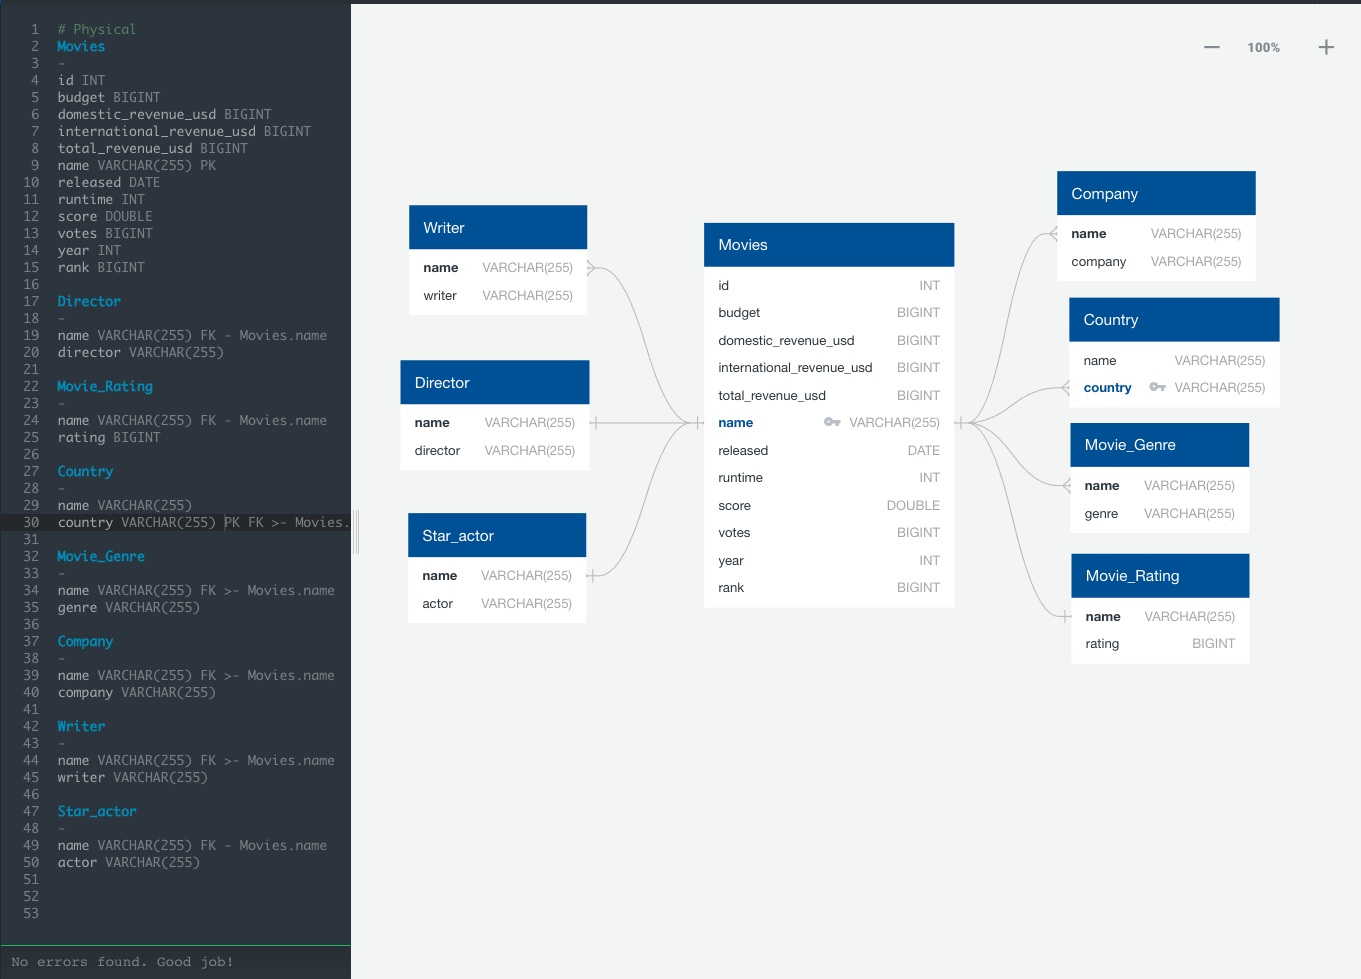 1 # Physical
2 Movies
3 -
4 id INT
5 budget BIGINT
6 domestic_revenue_usd BIGINT
7 international_revenue_usd BIGINT
8 total_revenue_usd BIGINT
9 name VARCHAR(255) PK
10 released DATE
11 runtime INT
12 score DOUBLE
13 votes BIGINT
14 year INT
15 rank BIGINT
16
17 Director
18 -
19 name VARCHAR(255) FK - Movies.name
20 director VARCHAR(255)
21
22 Movie_Rating
23 -
24 name VARCHAR(255) FK - Movies.name
25 rating BIGINT
26
27 Country
28 -
29 name VARCHAR(255)
30 country VARCHAR(255) PK FK >- Movies.
31
32 Movie_Genre
33 -
34 name VARCHAR(255) FK >- Movies.name
35 genre VARCHAR(255)
36
37 Company
38 -
39 name VARCHAR(255) FK >- Movies.name
40 company VARCHAR(255)
41
42 Writer
43 -
44 name VARCHAR(255) FK >- Movies.name
45 writer VARCHAR(255)
46
47 Star_actor
48 -
49 name VARCHAR(255) FK - Movies.name
50 actor VARCHAR(255)
51
52
53
No errors found. Good job!
100%
Writer
name VARCHAR(255)
writer VARCHAR(255)
Director
name VARCHAR(255)
director VARCHAR(255)
Star_actor
name VARCHAR(255)
actor VARCHAR(255)
Movies
id INT
budget BIGINT
domestic_revenue_usd BIGINT
international_revenue_usd BIGINT
total_revenue_usd BIGINT
name VARCHAR(255)
released DATE
runtime INT
score DOUBLE
votes BIGINT
year INT
rank BIGINT
Company
name VARCHAR(255)
company VARCHAR(255)
Country
name VARCHAR(255)
country VARCHAR(255)
Movie_Genre
name VARCHAR(255)
genre VARCHAR(255)
Movie_Rating
name VARCHAR(255)
rating BIGINT